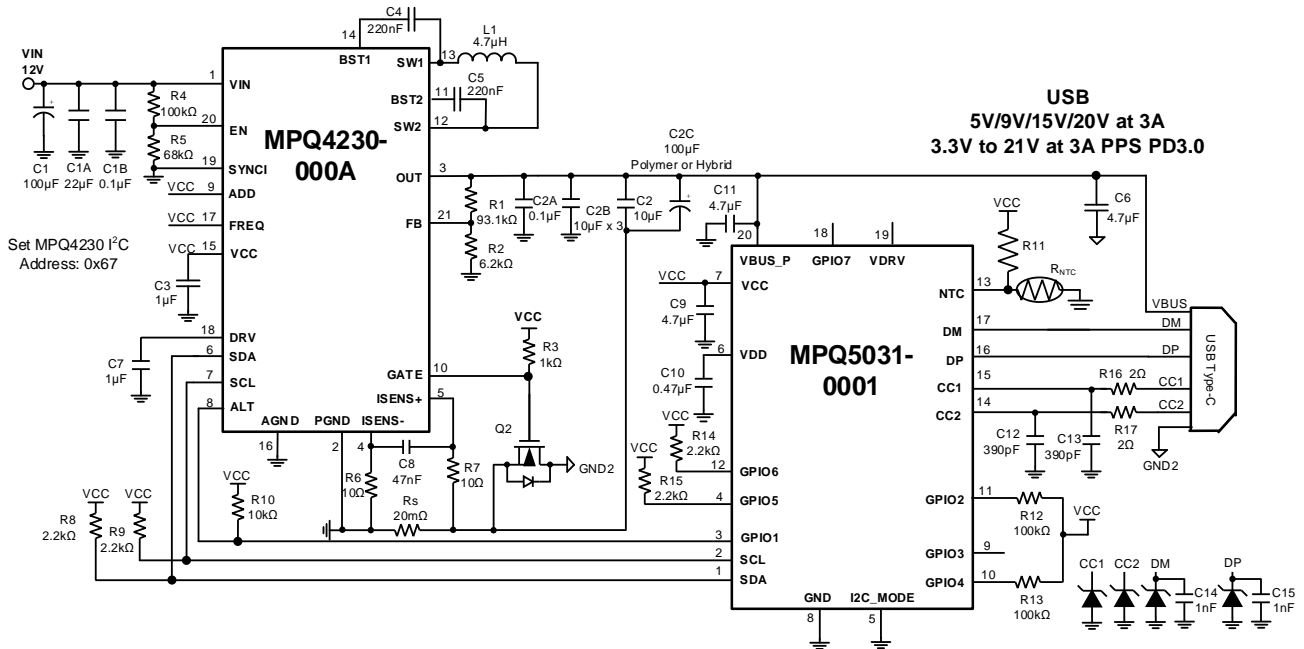 VIN
12V
C1
100µF
C1A
22µF
C1B
0.1µF
R4
100kΩ
R5
68kΩ
VCC
VCC
VCC
Set MPQ4230 I²C
Address: 0x67
C3
1µF
C7
1µF
MPQ4230-
000A
1
VIN
20
EN
19
SYNCI
9
ADD
17
FREQ
15
VCC
18
DRV
6
SDA
7
SCL
8
ALT
14
BST1
13
SW1
11
BST2
12
SW2
3
OUT
21
FB
10
GATE
5
ISENS+
AGND
16
PGND
2
ISENS-
4
C4
220nF
L1
4.7µH
C5
220nF
R1
93.1kΩ
R2
6.2kΩ
C2A
0.1µF
C2B
10µF x 3
C2
10µF
C2C
100µF
Polymer or Hybrid
C11
4.7µF
VCC
R3
1kΩ
Q2
GND2
C8
47nF
R6
10Ω
R7
10Ω
Rs
20mΩ
VCC
R10
10kΩ
VCC
R8
2.2kΩ
VCC
R9
2.2kΩ
USB
5V/9V/15V/20V at 3A
3.3V to 21V at 3A PPS PD3.0
MPQ5031-
0001
20
VBUS_P
18
GPIO7
19
VDRV
VCC
7
VCC
C9
4.7µF
6
VDD
C10
0.47µF
VCC
R14
2.2kΩ
12
GPIO6
VCC
R15
2.2kΩ
4
GPIO5
3
GPIO1
2
SCL
1
SDA
GND
8
I2C_MODE
5
13
NTC
17
DM
16
DP
15
CC1
14
CC2
11
GPIO2
9
GPIO3
10
GPIO4
VCC
R11
RNTC
C6
4.7µF
VBUS
DM
DP
R16 2Ω
CC1
CC2
R17
2Ω
C12
390pF
C13
390pF
GND2
USB Type-C
R12
100kΩ
VCC
R13
100kΩ
CC1
CC2
DM
C14
1nF
DP
C15
1nF